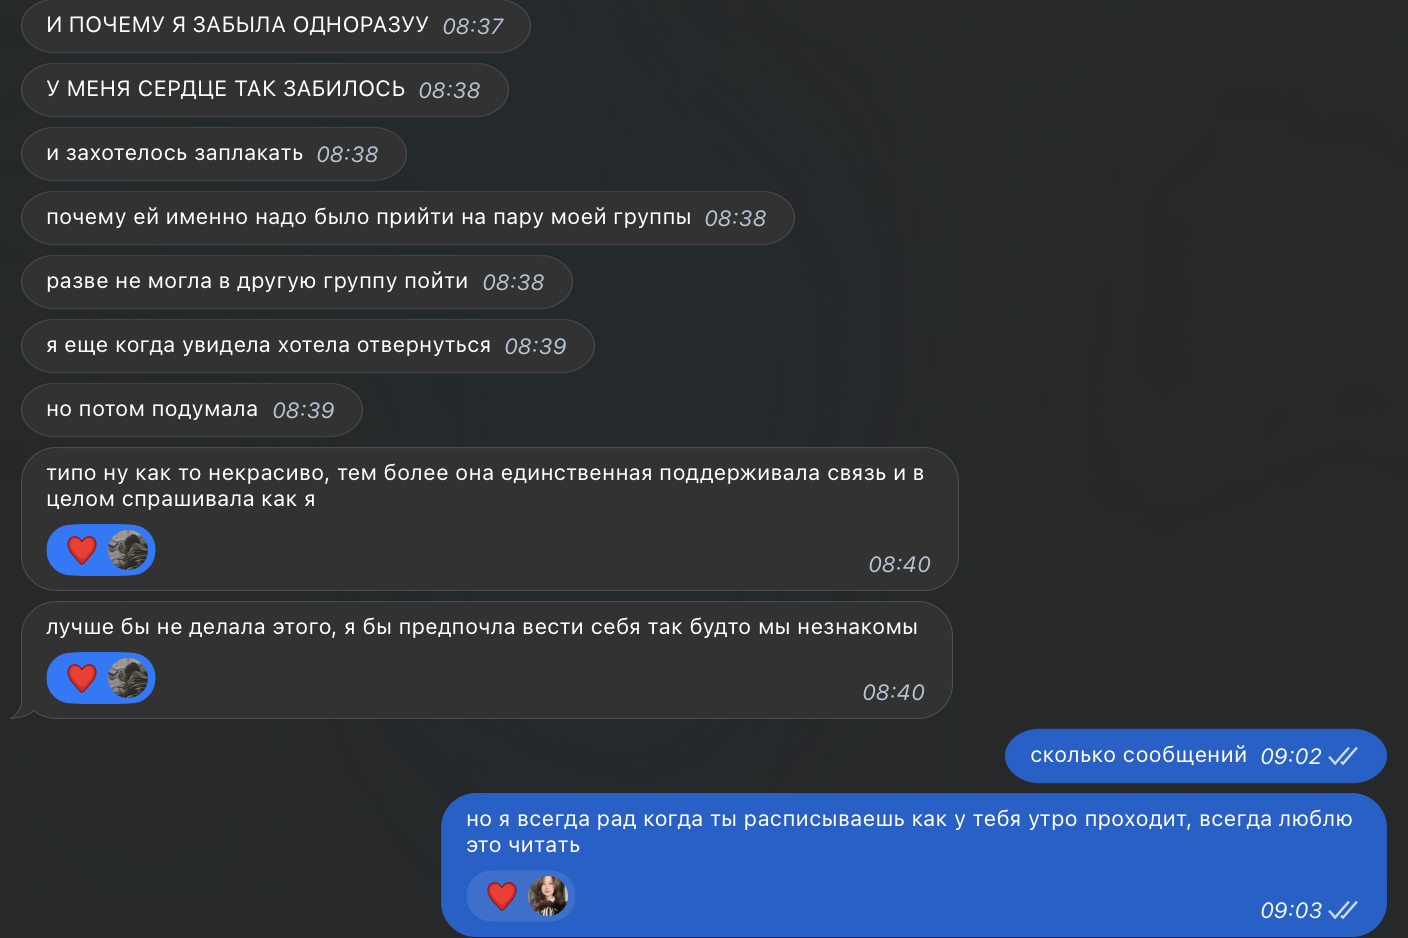 И ПОЧЕМУ Я ЗАБЫЛА ОДНОРАЗУУ 08:37
У МЕНЯ СЕРДЦЕ ТАК ЗАБИЛОСЬ 08:38
и захотелось заплакать 08:38
почему ей именно надо было прийти на пару моей группы 08:38
разве не могла в другую группу пойти 08:38
я еще когда увидела хотела отвернуться 08:39
но потом подумала 08:39
типо ну как то некрасиво, тем более она единственная поддерживала связь и в
целом спрашивала как я
08:40
лучше бы не делала этого, я бы предпочла вести себя так будто мы незнакомы
08:40
сколько сообщений 09:02
но я всегда рад когда ты расписываешь как у тебя утро проходит, всегда люблю
это читать
09:03